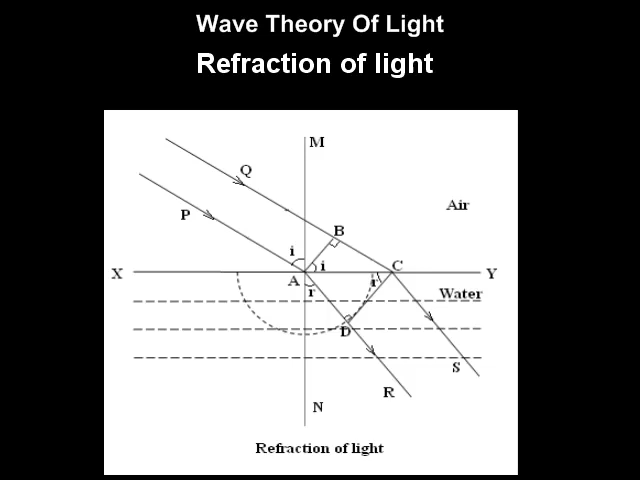 Wave Theory Of Light
Refraction of light
M
Q
Air
P
B
i
i
X
A
C
Y
r
r
Water
D
S
R
N
Refraction of light